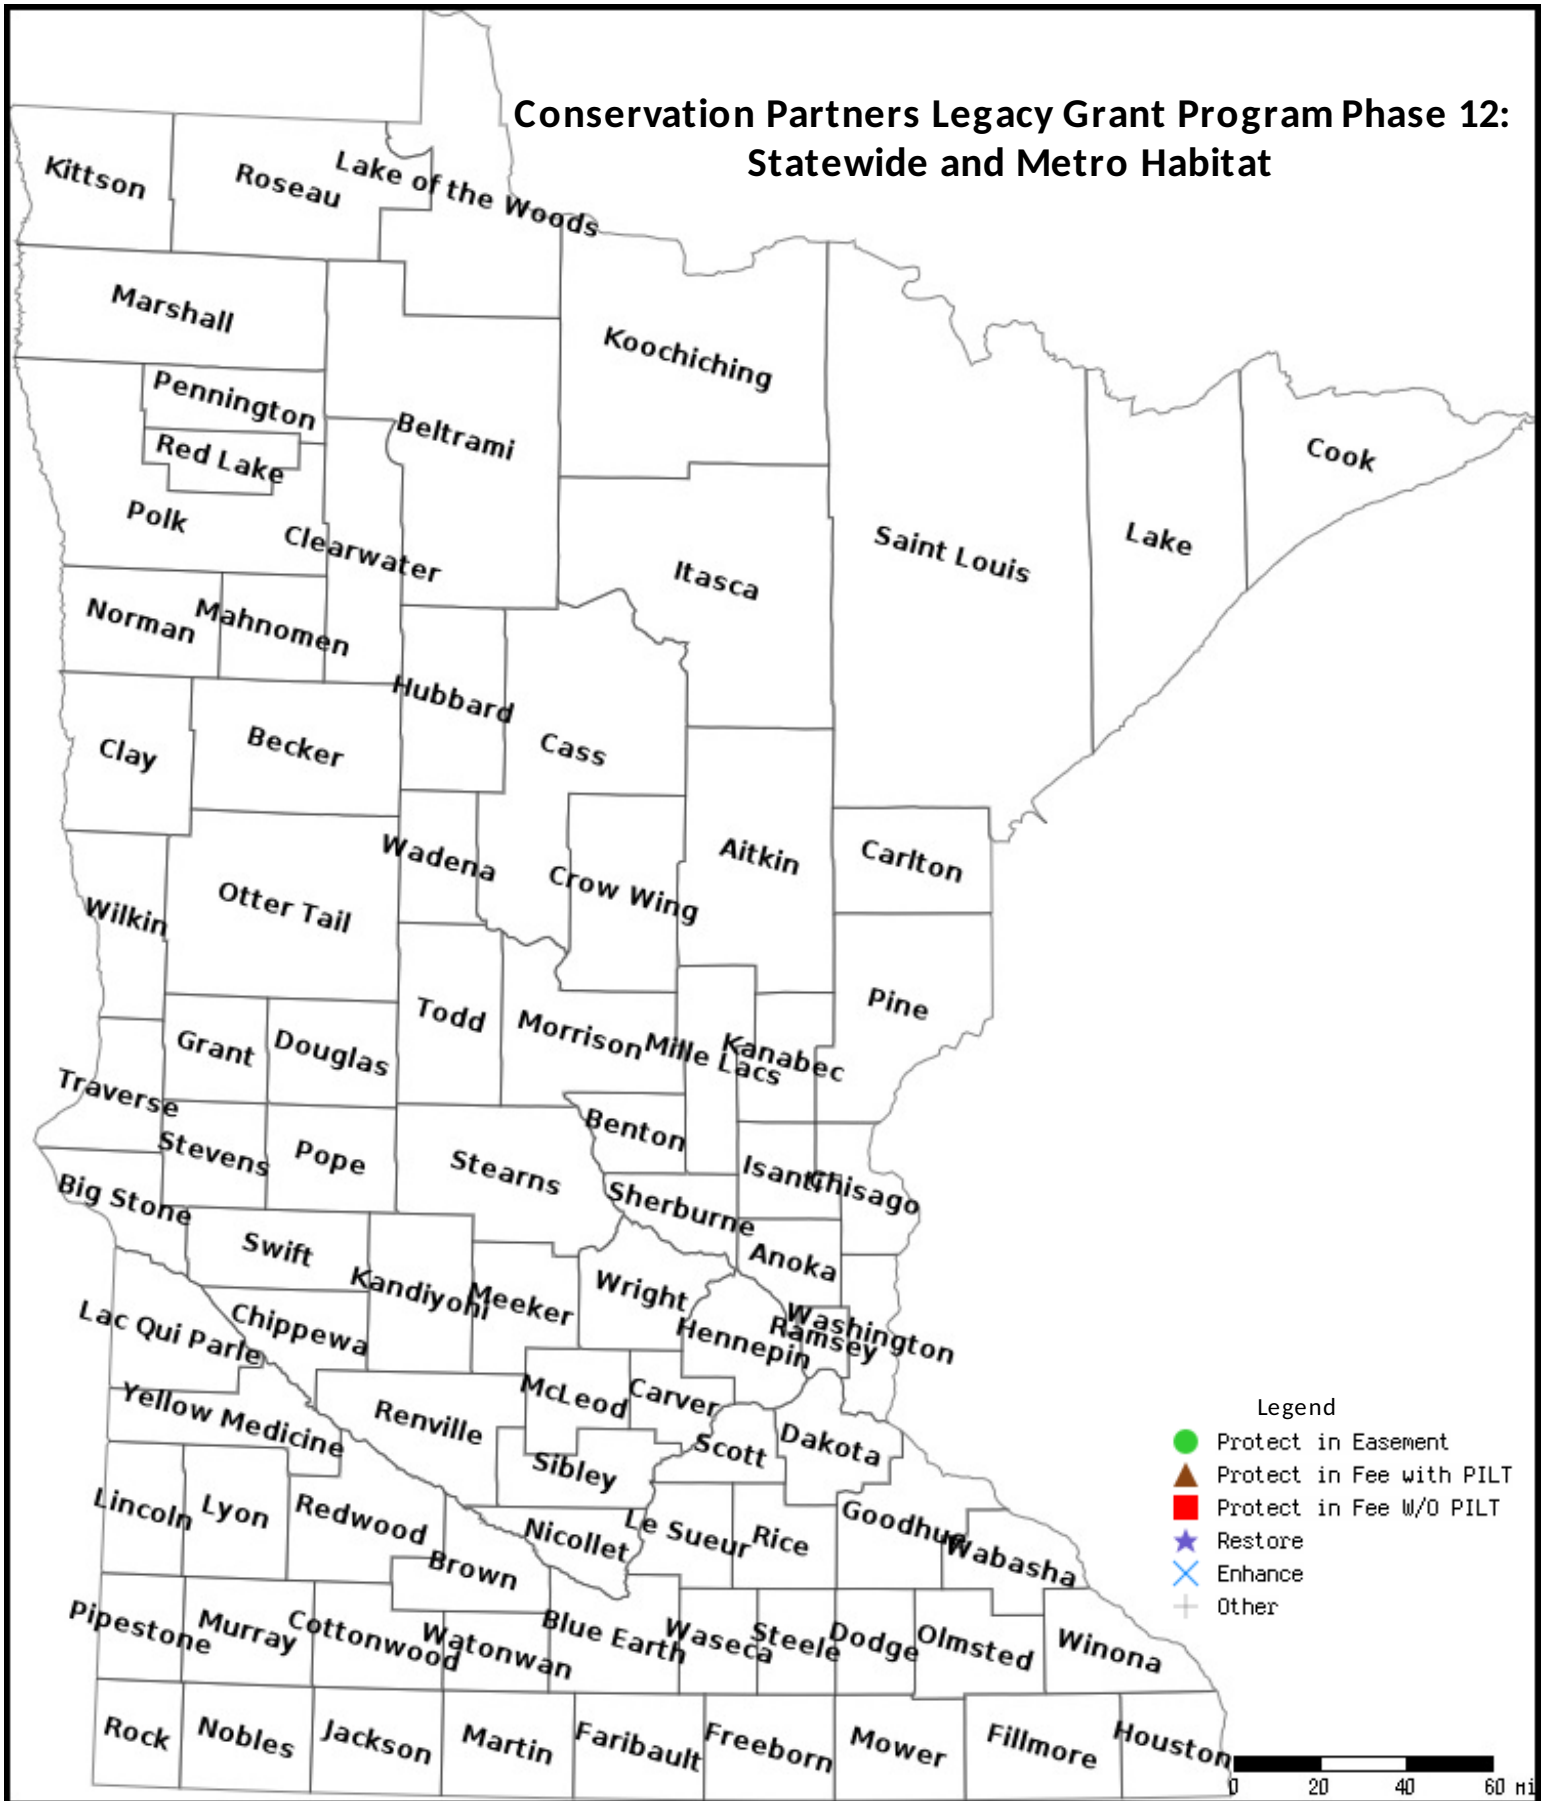 Conservation Partners Legacy Grant Program Phase 12:
Statewide and Metro Habitat
Kittson
Roseau
Lake of the Woods
Marshall
Koochiching
Pennington
Beltrami
Red Lake
Cook
Polk
Clearwater
Saint Louis
Lake
Itasca
Norman
Mahnomen
Hubbard
Clay
Becker
Cass
Wadena
Aitkin
Carlton
Otter Tail
Crow Wing
Wilkin
Pine
Todd
Morrison
Mille Lacs
Kanabec
Grant
Douglas
Traverse
Benton
Stevens
Pope
Stearns
Isanti
Chisago
Big Stone
Sherburne
Swift
Anoka
Kandiyohi
Meeker
Wright
Washington
Ramsey
Hennepin
Lac Qui Parle
Chippewa
McLeod
Carver
Yellow Medicine
Renville
Scott
Dakota
Sibley
Lincoln
Lyon
Redwood
Nicollet
Le Sueur
Rice
Goodhue
Wabasha
Brown
Pipestone
Murray
Cottonwood
Watonwan
Blue Earth
Waseca
Steele
Dodge
Olmsted
Winona
Rock
Nobles
Jackson
Martin
Faribault
Freeborn
Mower
Fillmore
Houston
Legend
Protect in Easement
Protect in Fee with PILT
Protect in Fee W/O PILT
Restore
Enhance
Other
0 20 40 60 mi